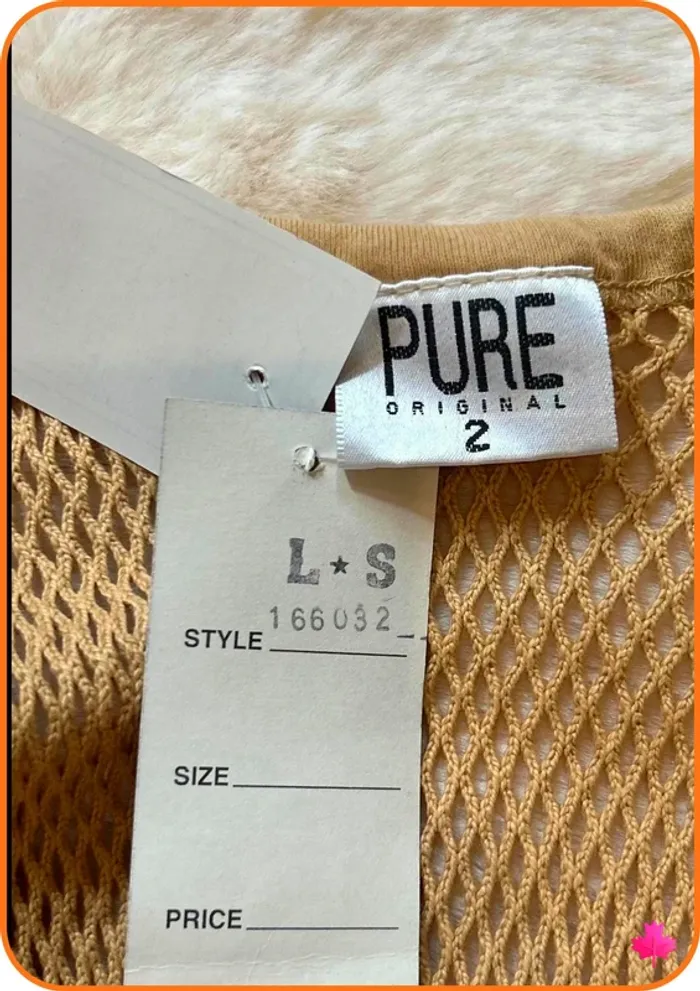 PURE
ORIGINAL
2
L★S
166032
STYLE
SIZE
PRICE